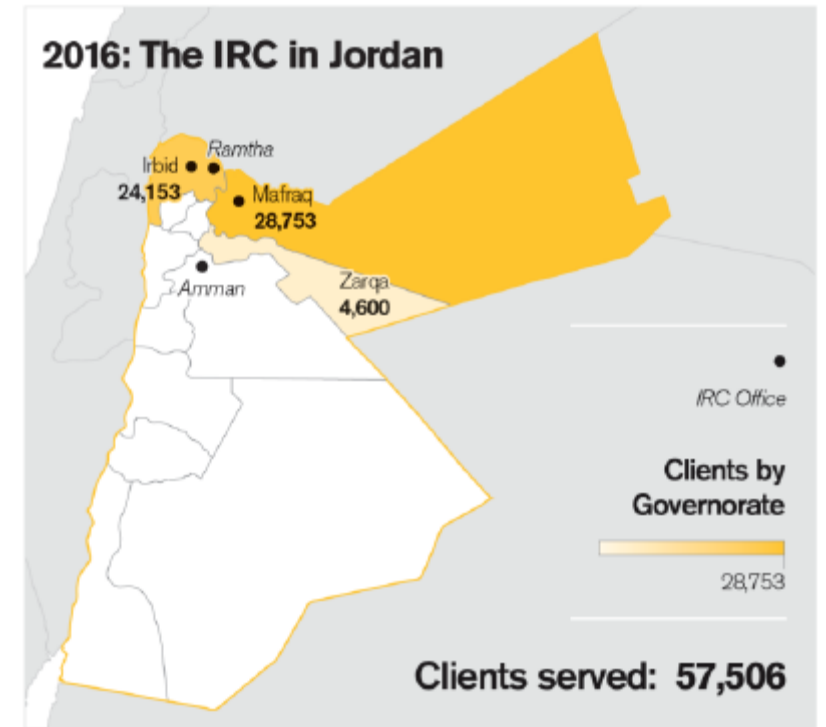 2016: The IRC in Jordan
Ramtha
Irbid
24,153
Mafraq
28,753
Amman
Zarqa
4,600
IRC Office
Clients by
Governorate
28,753
Clients served: 57,506